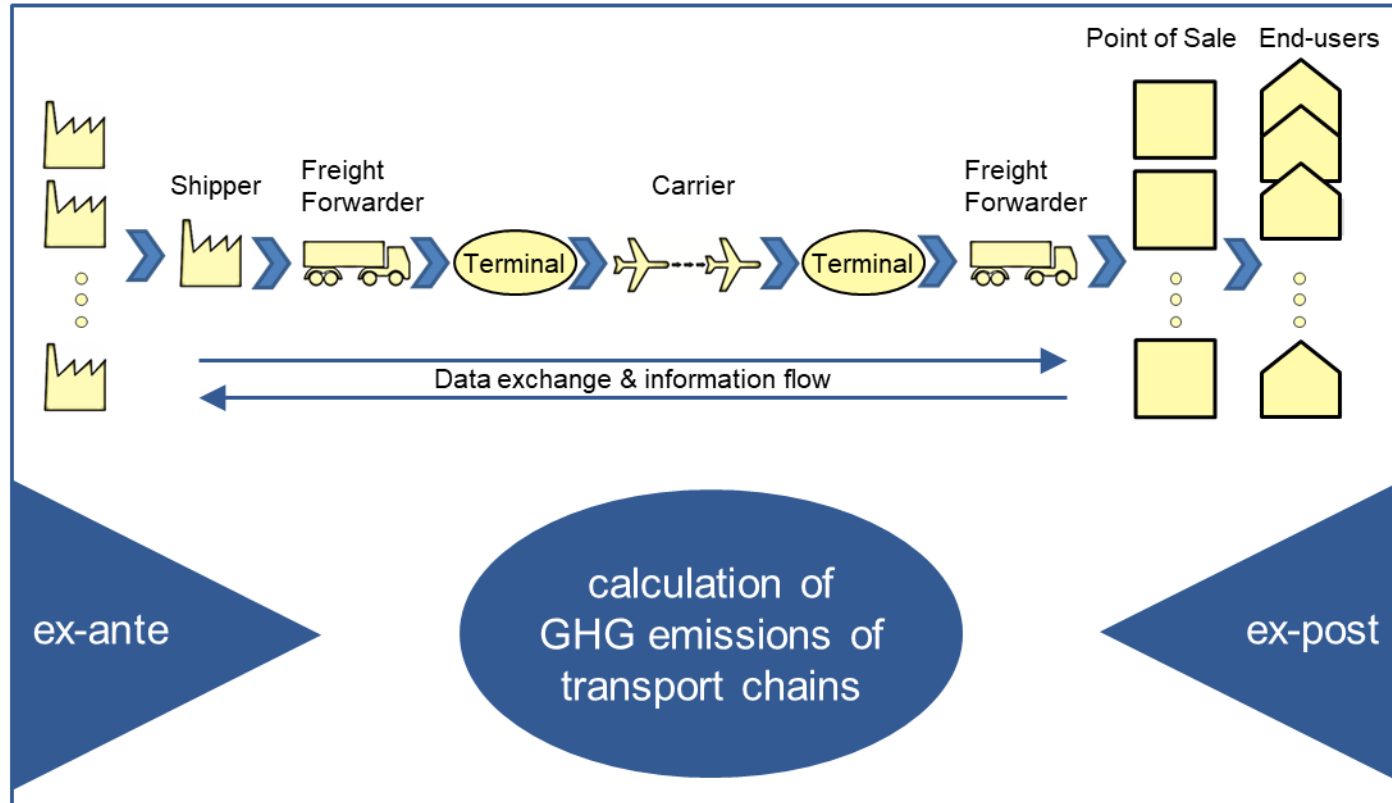 Point of Sale
End-users
Shipper
Freight
Forwarder
Carrier
Freight
Forwarder
Terminal
Terminal
Data exchange & information flow
ex-ante
calculation of
GHG emissions of
transport chains
ex-post